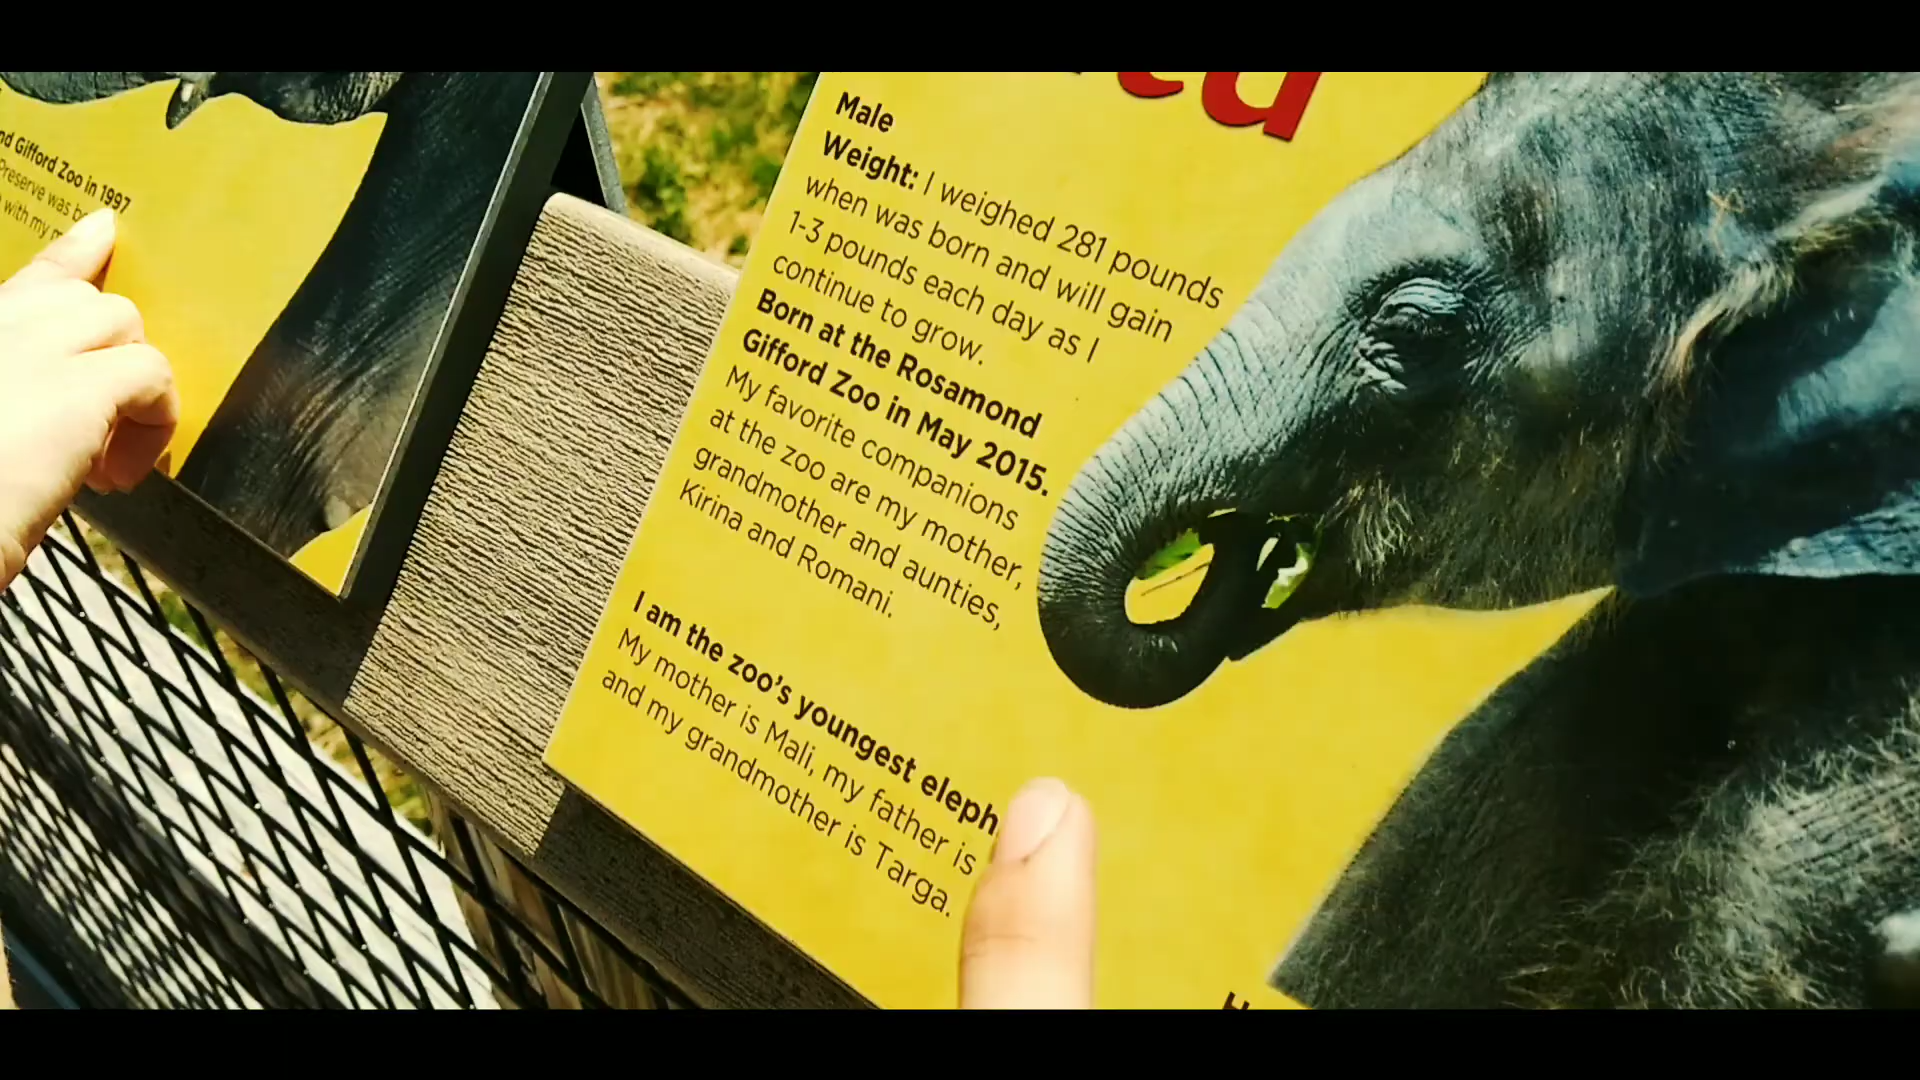 nd Gifford Zoo in 1997
Preserve was
with my
Male
Weight: I weighed 281 pounds
when was born and will gain
1-3 pounds each day as I
continue to grow.
Born at the Rosamond
Gifford Zoo in May 2015.
My favorite companions
at the zoo are my mother,
grandmother and aunties,
Kirina and Romani.
I am the zoo's youngest eleph
My mother is Mali, my father is
and my grandmother is Targa.